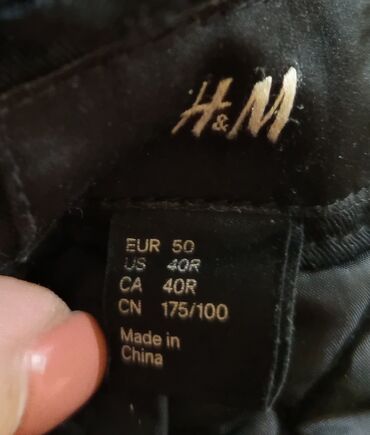 H&M
EUR 50
US 40R
CA 40R
CN 175/100
Made in
China